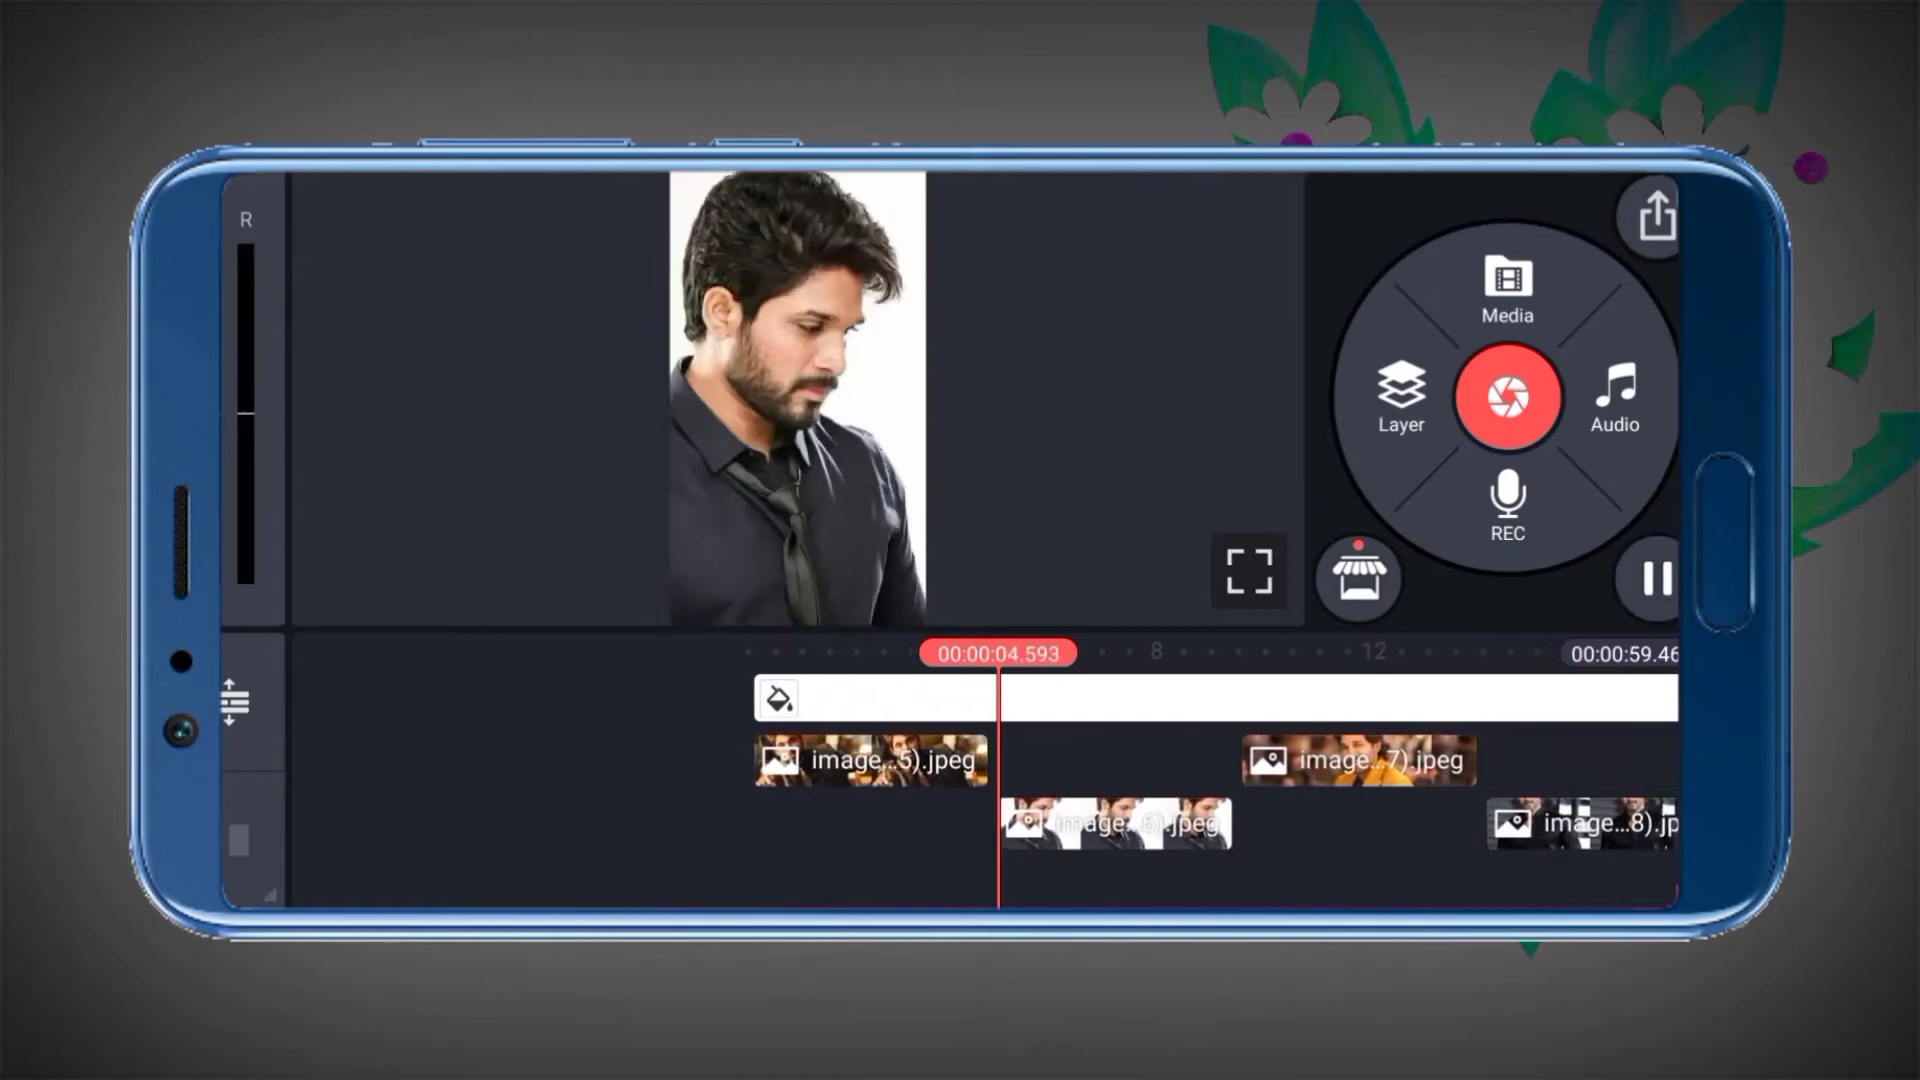 R
Media
Layer
Audio
REC
00:00:04.593
8
12
00:00:59.46
image...5).jpeg
image...7).jpeg
image...6).jpeg
image...8).jp